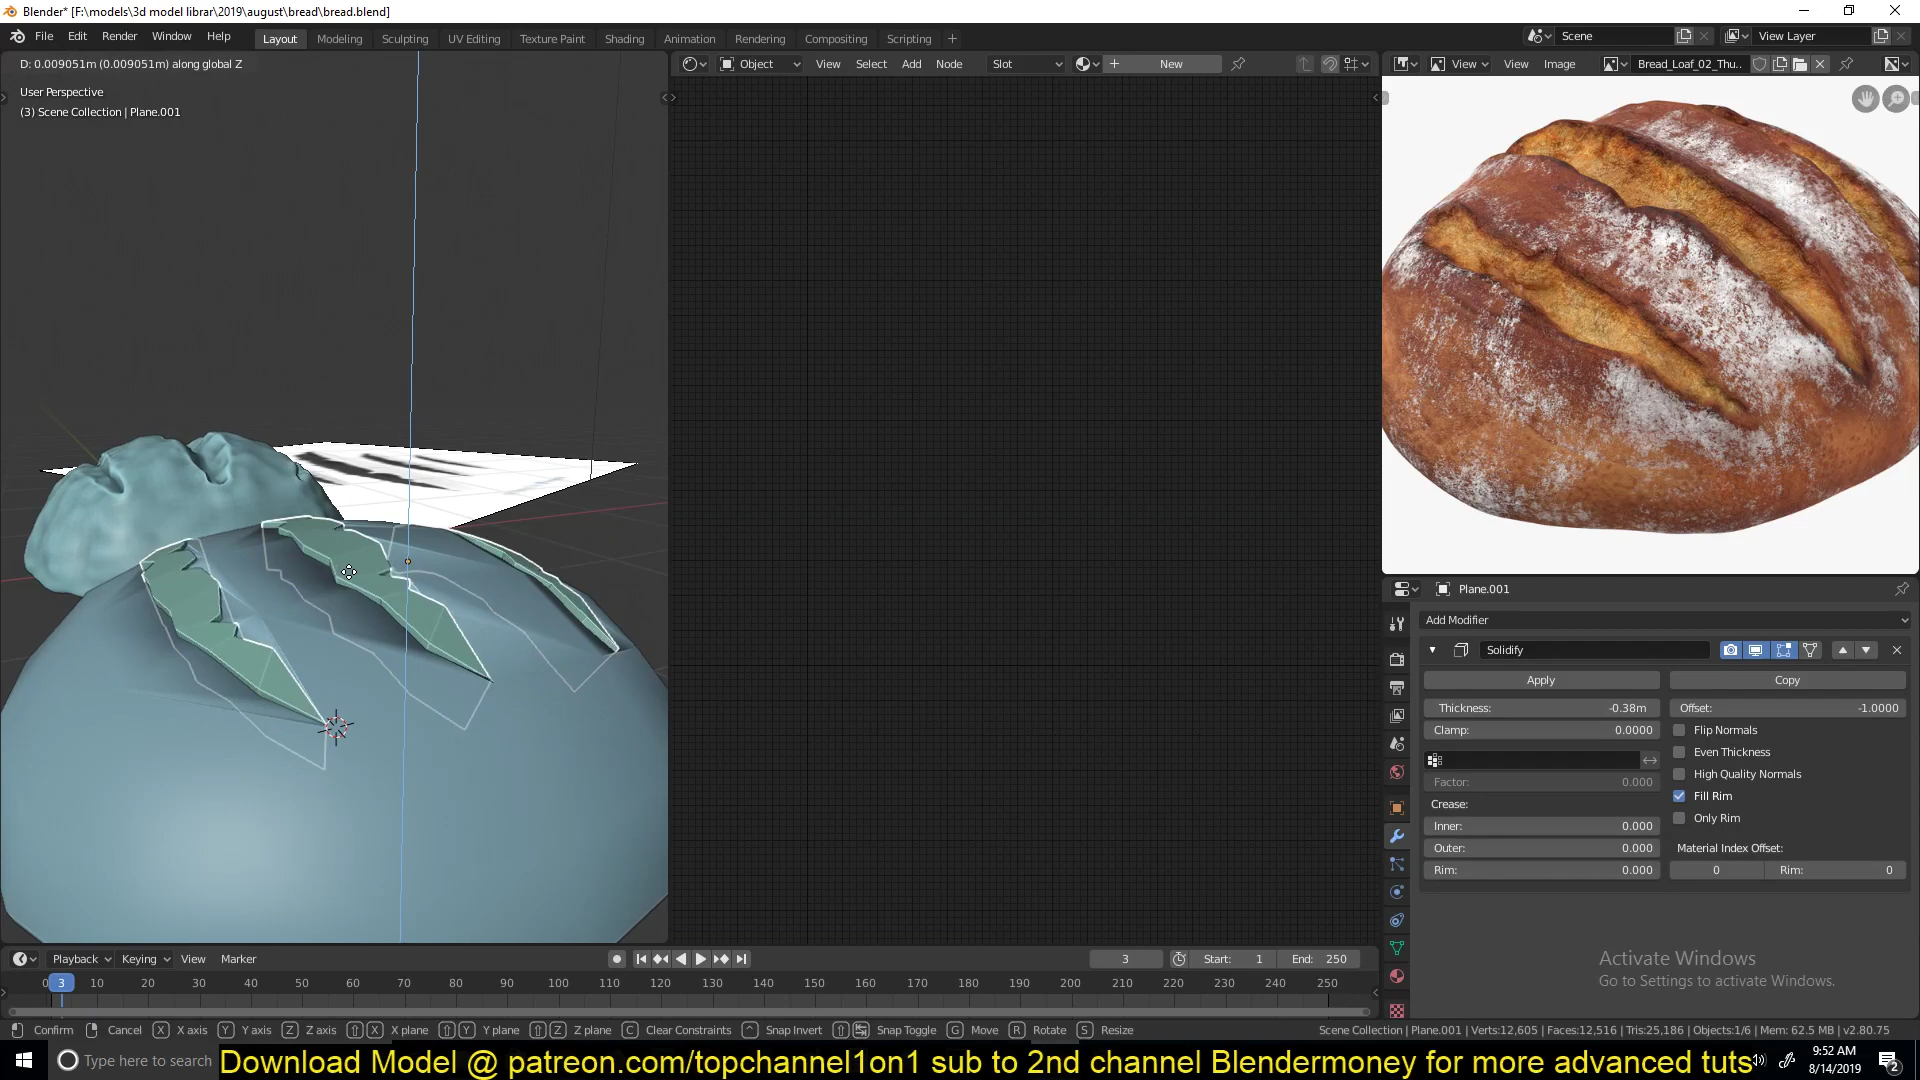 Blender* [F:\models\3d model librar\2019\august\bread\bread.blend]
File Edit Render Window Help Layout Modeling Sculpting UV Editing Texture Paint Shading Animation Rendering Compositing Scripting + Scene View Layer
D: 0.009051m (0.009051m) along global Z
Object View Select Add Node Slot + New
View View Image Bread_Loaf_02_Thu..
User Perspective
(3) Scene Collection | Plane.001
Plane.001
Add Modifier
Solidify
Apply Copy
Thickness: -0.38m Offset: -1.0000
Clamp: 0.0000 Flip Normals
Even Thickness
High Quality Normals
Factor: 0.000
Fill Rim
Crease:
Only Rim
Inner: 0.000
Outer: 0.000 Material Index Offset:
Rim: 0.000 0 Rim: 0
Playback Keying View Marker 3 Start: 1 End: 250
0 3 10 20 30 40 50 60 70 80 90 100 110 120 130 140 150 160 170 180 190 200 210 220 230 240 250
Activate Windows
Go to Settings to activate Windows.
Confirm Cancel X X axis Y Y axis Z Z axis X X plane Y Y plane Z Z plane C Clear Constraints Snap Invert Snap Toggle G Move R Rotate S Resize
Scene Collection | Plane.001 | Verts:12,605 | Faces:12,516 | Tris:25,186 | Objects:1/6 | Mem: 62.5 MB | v2.80.75
Type here to search
Download Model @ patreon.com/topchannel1on1 sub to 2nd channel Blendermoney for more advanced tuts
9:52 AM
8/14/2019
2